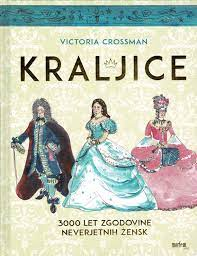 VICTORIA CROSSMAN
KRALJICE
3000 LET ZGODOVINE
NEVERJETNIH ŽENSK